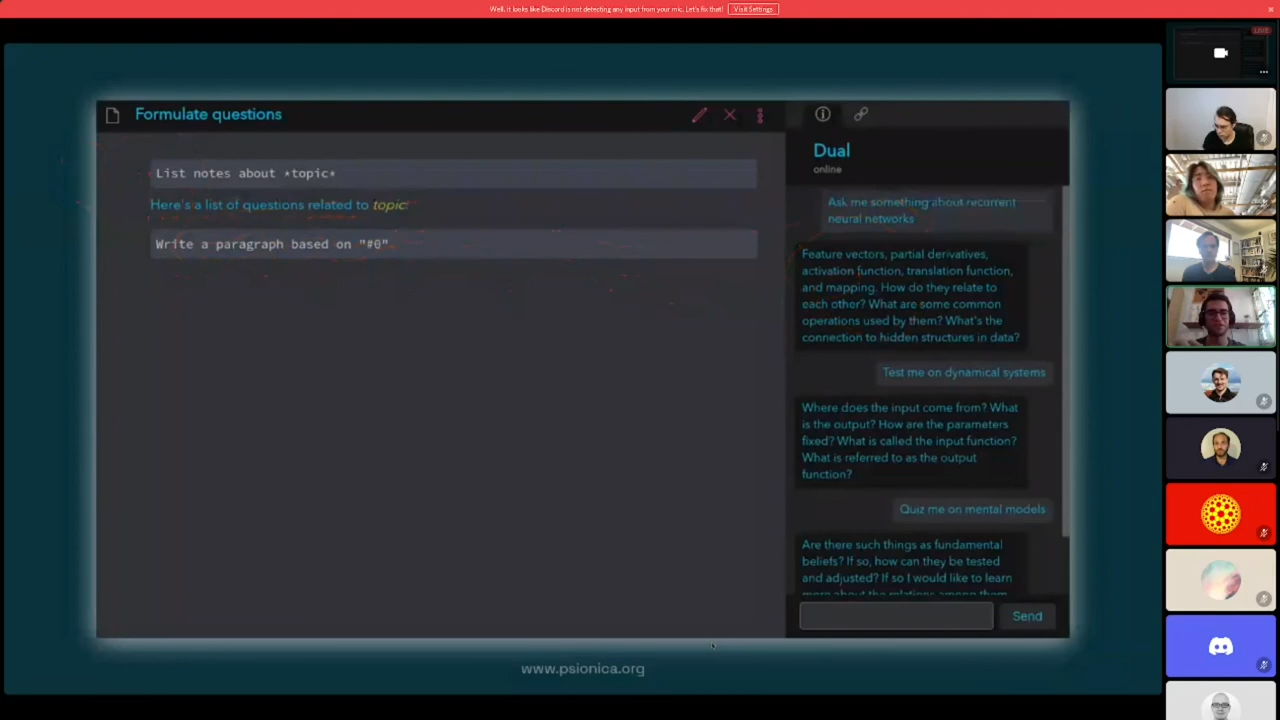 Well, it looks like Discord is not detecting any input from your mic. Let's fix that! Visit Settings
LIVE
Formulate questions
List notes about *topic*
Here's a list of questions related to topic:
Write a paragraph based on "#0"
Dual
online
Ask me something about recurrent
neural networks
Feature vectors, partial derivatives,
activation function, translation function,
and mapping. How do they relate to
each other? What are some common
operations used by them? What's the
connection to hidden structures in data?
Test me on dynamical systems
Where does the input come from? What
is the output? How are the parameters
fixed? What is called the input function?
What is referred to as the output
function?
Quiz me on mental models
Are there such things as fundamental
beliefs? If so, how can they be tested
and adjusted? If so I would like to learn
more about the relations among them
Send
www.psionica.org